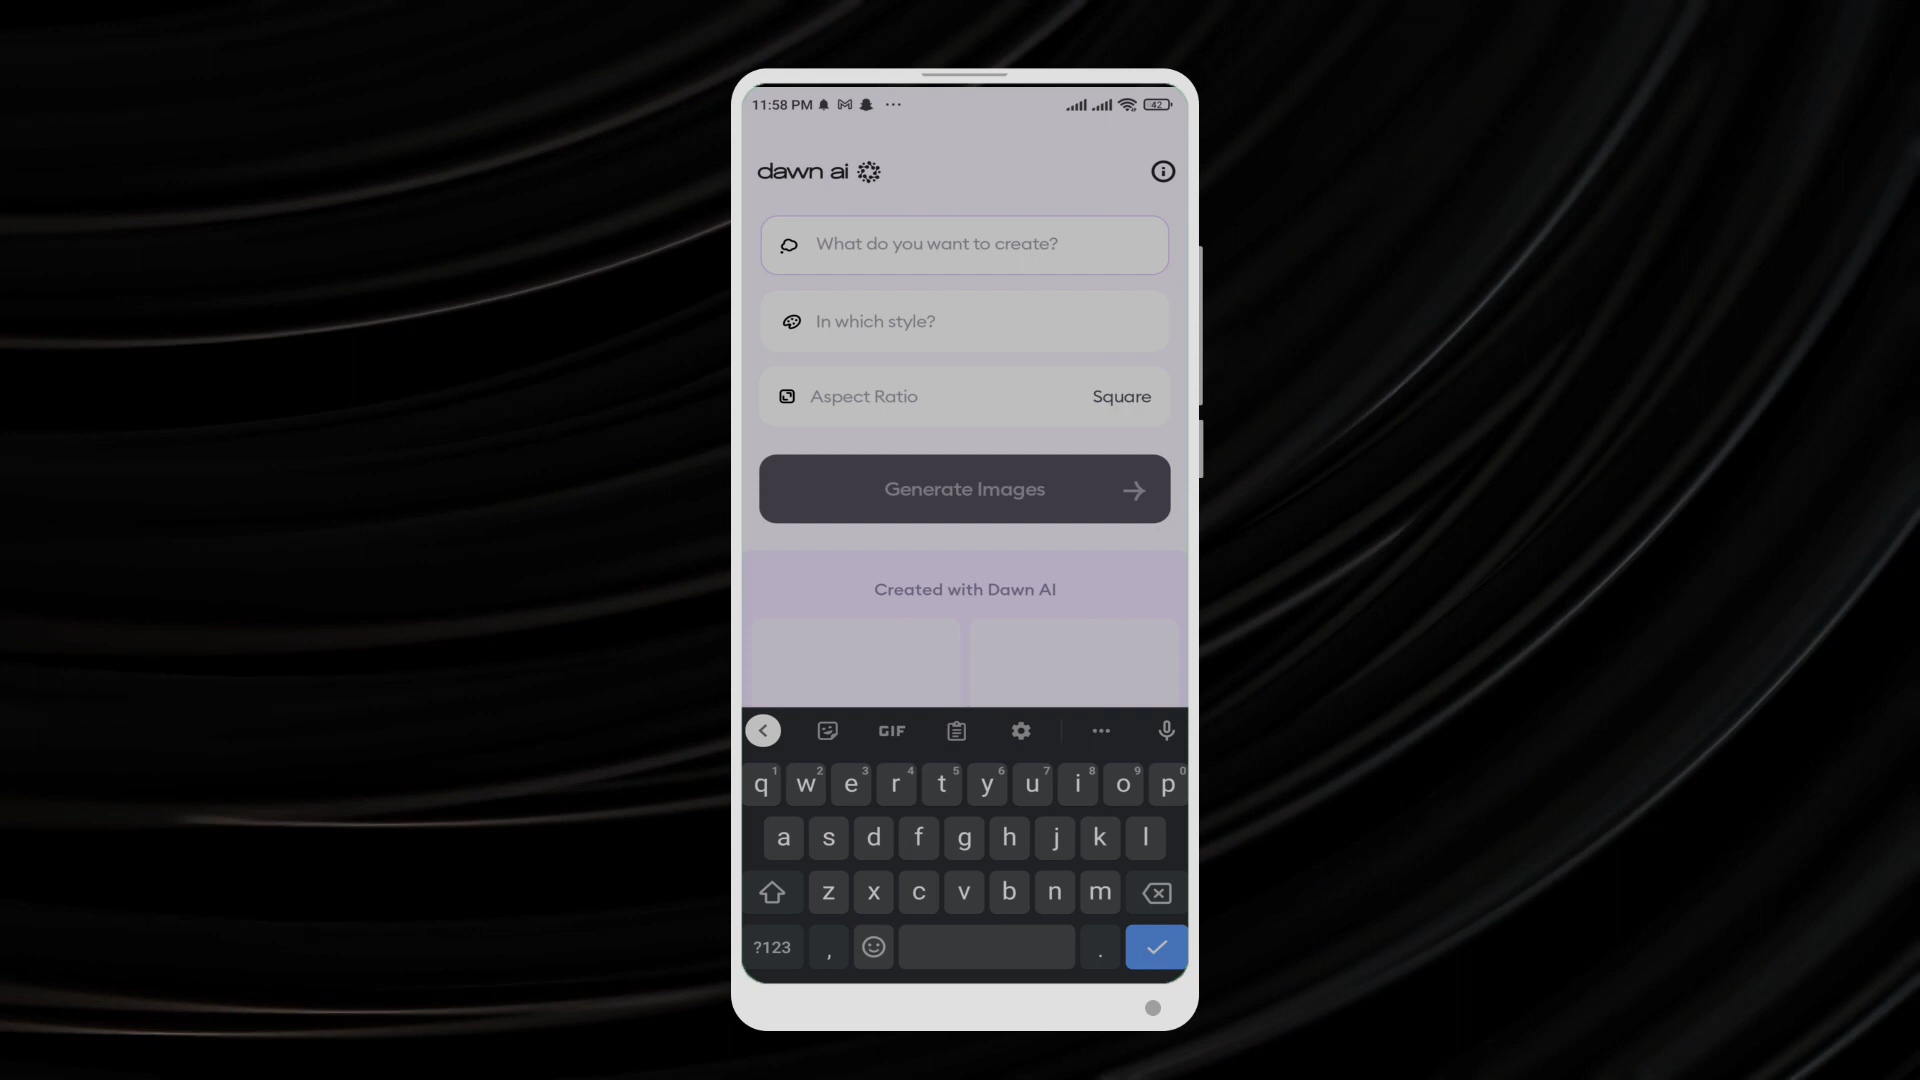 11:58 PM 42
dawn ai
What do you want to create?
In which style?
Aspect Ratio Square
Generate Images
Created with Dawn AI
GIF
q1 w2 e3 r4 t5 y6 u7 i8 o9 p0
a s d f g h j k l
z x c v b n m
?123 , .